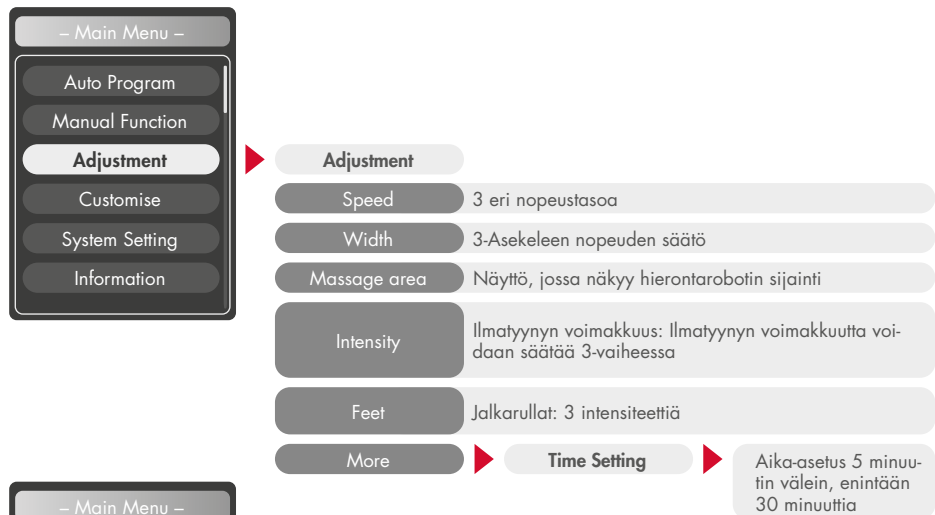 – Main Menu –
Auto Program
Manual Function
Adjustment
Customise
System Setting
Information
Adjustment
Speed
3 eri nopeustasoa
Width
3-Asekeleen nopeuden säätö
Massage area
Näyttö, jossa näkyy hierontarobotin sijainti
Intensity
Ilmatyynyn voimakkuus: Ilmatyynyn voimakkuutta voi-
daan säätää 3-vaiheessa
Feet
Jalkarullat: 3 intensiteettiä
More
Time Setting
Aika-asetus 5 minuu-
tin välein, enintään
30 minuuttia
– Main Menu –